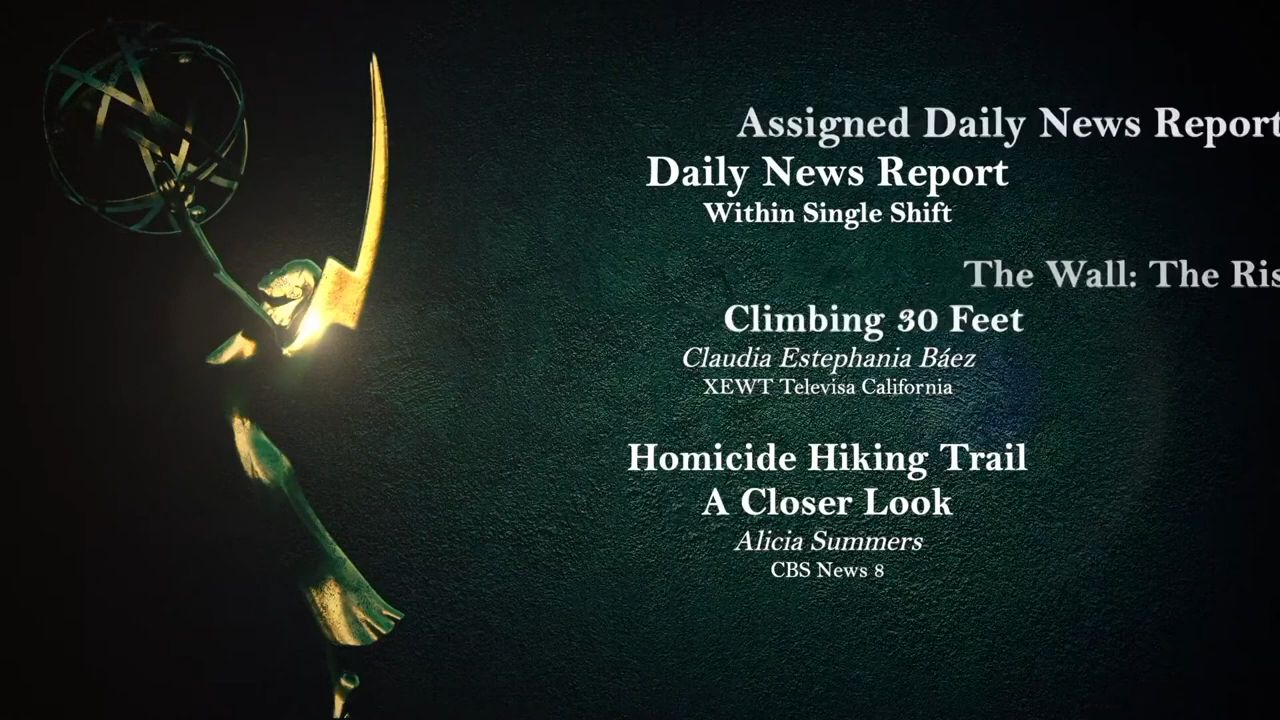 Assigned Daily News Report
Daily News Report
Within Single Shift
The Wall: The
Climbing 30 Feet
Claudia Estephania Báez
XEWT Televisa California
Homicide Hiking Trail
A Closer Look
Alicia Summers
CBS News 8